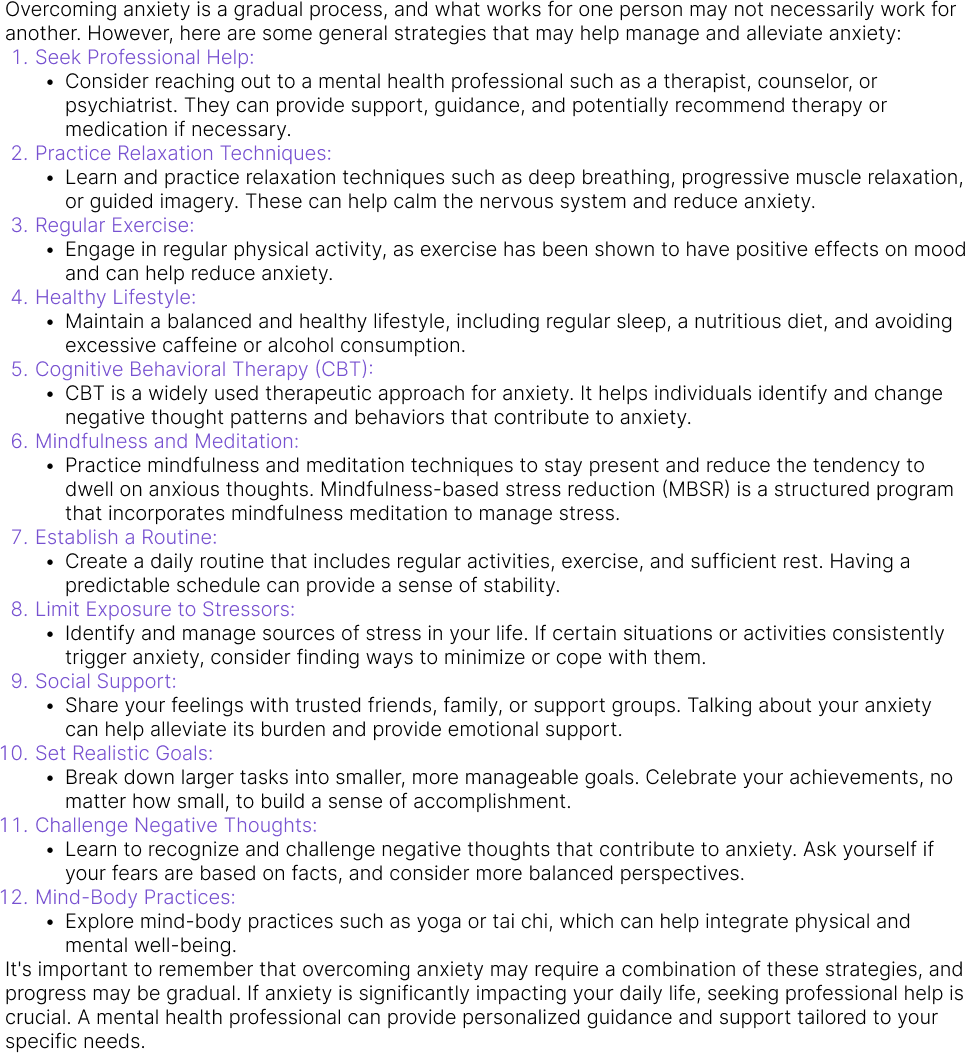 Overcoming anxiety is a gradual process, and what works for one person may not necessarily work for
another. However, here are some general strategies that may help manage and alleviate anxiety:
1. Seek Professional Help:
• Consider reaching out to a mental health professional such as a therapist, counselor, or
psychiatrist. They can provide support, guidance, and potentially recommend therapy or
medication if necessary.
2. Practice Relaxation Techniques:
• Learn and practice relaxation techniques such as deep breathing, progressive muscle relaxation,
or guided imagery. These can help calm the nervous system and reduce anxiety.
3. Regular Exercise:
• Engage in regular physical activity, as exercise has been shown to have positive effects on mood
and can help reduce anxiety.
4. Healthy Lifestyle:
• Maintain a balanced and healthy lifestyle, including regular sleep, a nutritious diet, and avoiding
excessive caffeine or alcohol consumption.
5. Cognitive Behavioral Therapy (CBT):
• CBT is a widely used therapeutic approach for anxiety. It helps individuals identify and change
negative thought patterns and behaviors that contribute to anxiety.
6. Mindfulness and Meditation:
• Practice mindfulness and meditation techniques to stay present and reduce the tendency to
dwell on anxious thoughts. Mindfulness-based stress reduction (MBSR) is a structured program
that incorporates mindfulness meditation to manage stress.
7. Establish a Routine:
• Create a daily routine that includes regular activities, exercise, and sufficient rest. Having a
predictable schedule can provide a sense of stability.
8. Limit Exposure to Stressors:
• Identify and manage sources of stress in your life. If certain situations or activities consistently
trigger anxiety, consider finding ways to minimize or cope with them.
9. Social Support:
• Share your feelings with trusted friends, family, or support groups. Talking about your anxiety
can help alleviate its burden and provide emotional support.
10. Set Realistic Goals:
• Break down larger tasks into smaller, more manageable goals. Celebrate your achievements, no
matter how small, to build a sense of accomplishment.
11. Challenge Negative Thoughts:
• Learn to recognize and challenge negative thoughts that contribute to anxiety. Ask yourself if
your fears are based on facts, and consider more balanced perspectives.
12. Mind-Body Practices:
• Explore mind-body practices such as yoga or tai chi, which can help integrate physical and
mental well-being.
It's important to remember that overcoming anxiety may require a combination of these strategies, and
progress may be gradual. If anxiety is significantly impacting your daily life, seeking professional help is
crucial. A mental health professional can provide personalized guidance and support tailored to your
specific needs.